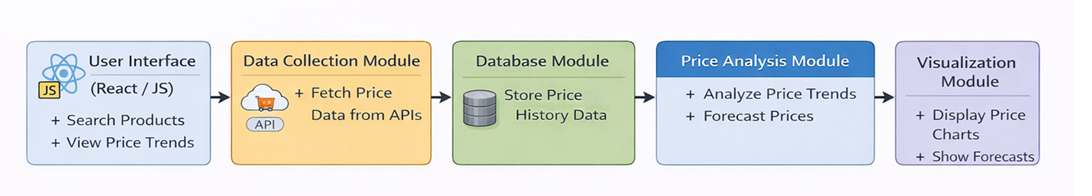 User Interface
JS
(React / JS)
+ Search Products
+ View Price Trends
Data Collection Module
API
+ Fetch Price
Data from APIs
Database Module
Store Price
History Data
Price Analysis Module
+ Analyze Price Trends
+ Forecast Prices
Visualization
Module
+ Display Price
Charts
+ Show Forecasts